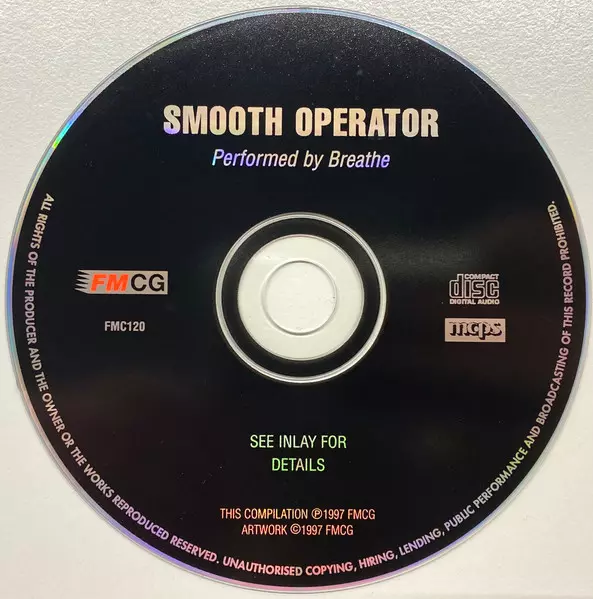 SMOOTH OPERATOR
Performed by Breathe
FMCG
FMC120
COMPACT
disc
DIGITAL AUDIO
mcps
SEE INLAY FOR
DETAILS
THIS COMPILATION ℗1997 FMCG
ARTWORK ©1997 FMCG
ALL RIGHTS OF THE PRODUCER AND THE OWNER OR THE WORKS REPRODUCED RESERVED. UNAUTHORISED COPYING, HIRING, LENDING, PUBLIC PERFORMANCE AND BROADCASTING OF THIS RECORD PROHIBITED.